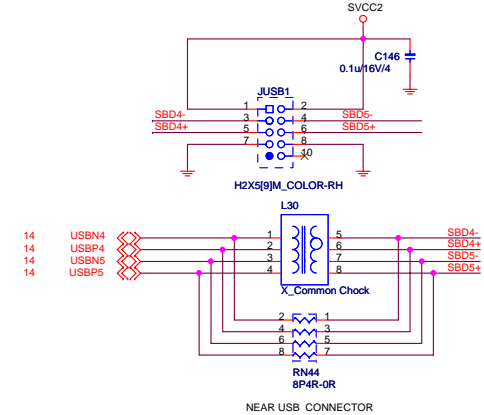 SVCC2
C146
0.1u/16V/4
JUSB1
1 2
SBD4- 3 4 SBD5-
SBD4+ 5 6 SBD5+
7 8
10
H2X5[9]M_COLOR-RH
L30
14 USBN4 1 5 SBD4-
14 USBP4 2 6 SBD4+
14 USBN5 3 7 SBD5-
14 USBP5 4 8 SBD5+
X_Common Chock
2 1
4 3
6 5
8 7
RN44
8P4R-0R
NEAR USB CONNECTOR